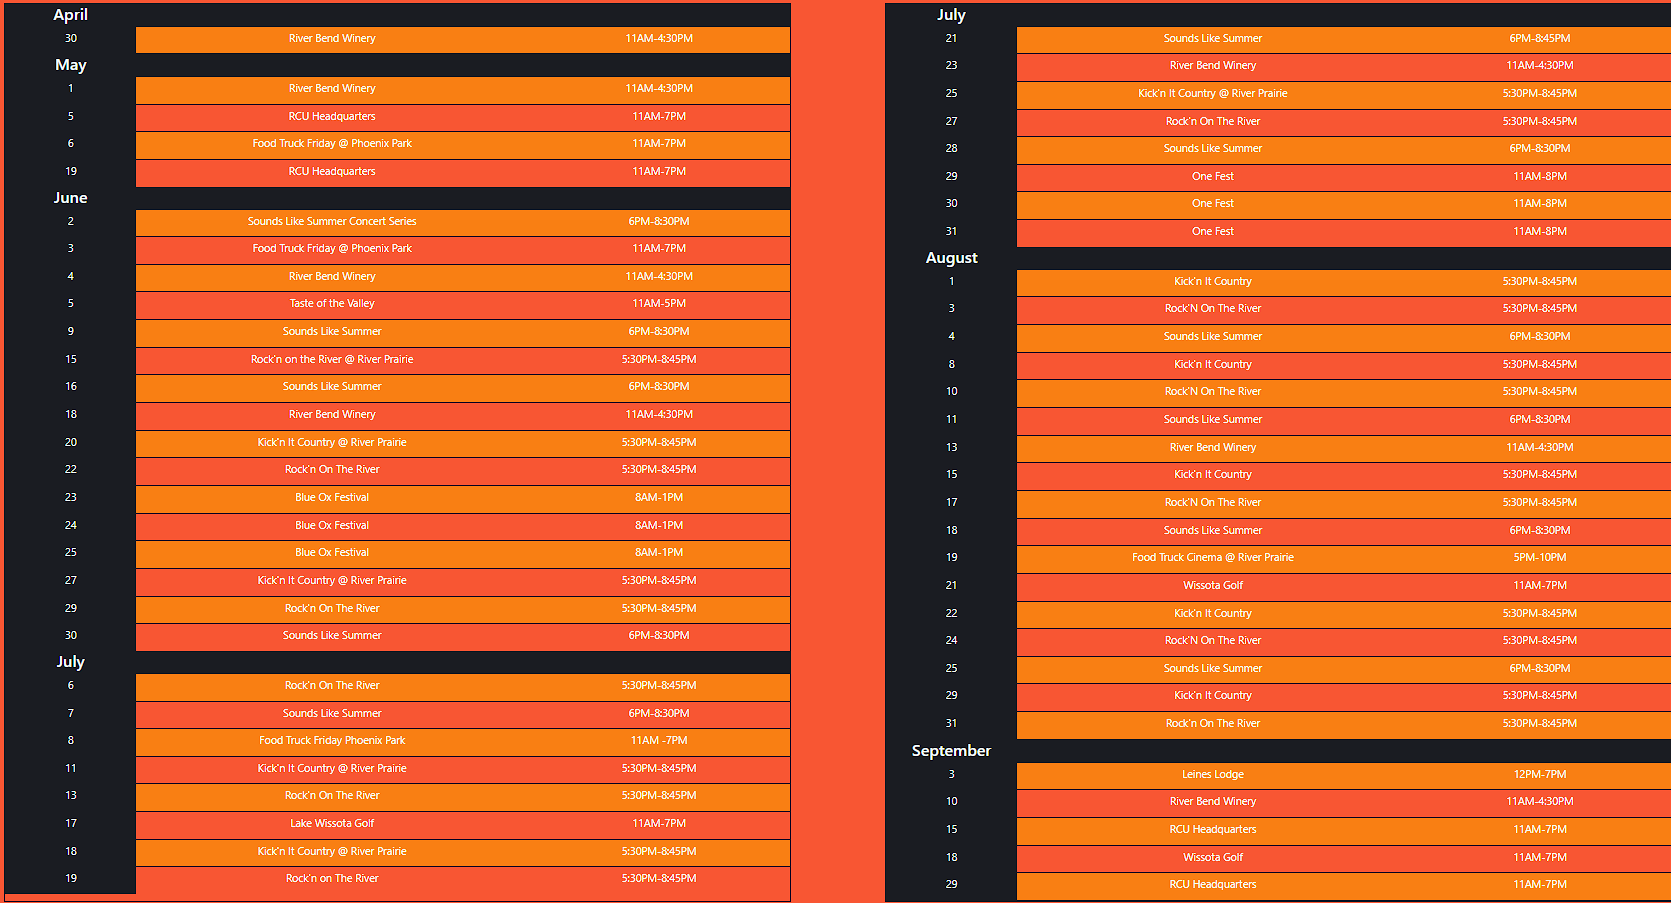 April
30 River Bend Winery 11AM-4:30PM
May
1 River Bend Winery 11AM-4:30PM
5 RCU Headquarters 11AM-7PM
6 Food Truck Friday @ Phoenix Park 11AM-7PM
19 RCU Headquarters 11AM-7PM
June
2 Sounds Like Summer Concert Series 6PM-8:30PM
3 Food Truck Friday @ Phoenix Park 11AM-7PM
4 River Bend Winery 11AM-4:30PM
5 Taste of the Valley 11AM-5PM
9 Sounds Like Summer 6PM-8:30PM
15 Rock'n on the River @ River Prairie 5:30PM-8:45PM
16 Sounds Like Summer 6PM-8:30PM
18 River Bend Winery 11AM-4:30PM
20 Kick'n It Country @ River Prairie 5:30PM-8:45PM
22 Rock'n On The River 5:30PM-8:45PM
23 Blue Ox Festival 8AM-1PM
24 Blue Ox Festival 8AM-1PM
25 Blue Ox Festival 8AM-1PM
27 Kick'n It Country @ River Prairie 5:30PM-8:45PM
29 Rock'n On The River 5:30PM-8:45PM
30 Sounds Like Summer 6PM-8:30PM
July
6 Rock'n On The River 5:30PM-8:45PM
7 Sounds Like Summer 6PM-8:30PM
8 Food Truck Friday Phoenix Park 11AM -7PM
11 Kick'n It Country @ River Prairie 5:30PM-8:45PM
13 Rock'n On The River 5:30PM-8:45PM
17 Lake Wissota Golf 11AM-7PM
18 Kick'n It Country @ River Prairie 5:30PM-8:45PM
19 Rock'n on The River 5:30PM-8:45PM
July
21 Sounds Like Summer 6PM-8:45PM
23 River Bend Winery 11AM-4:30PM
25 Kick'n It Country @ River Prairie 5:30PM-8:45PM
27 Rock'n On The River 5:30PM-8:45PM
28 Sounds Like Summer 6PM-8:30PM
29 One Fest 11AM-8PM
30 One Fest 11AM-8PM
31 One Fest 11AM-8PM
August
1 Kick'n It Country 5:30PM-8:45PM
3 Rock'N On The River 5:30PM-8:45PM
4 Sounds Like Summer 6PM-8:30PM
8 Kick'n It Country 5:30PM-8:45PM
10 Rock'N On The River 5:30PM-8:45PM
11 Sounds Like Summer 6PM-8:30PM
13 River Bend Winery 11AM-4:30PM
15 Kick'n It Country 5:30PM-8:45PM
17 Rock'N On The River 5:30PM-8:45PM
18 Sounds Like Summer 6PM-8:30PM
19 Food Truck Cinema @ River Prairie 5PM-10PM
21 Wissota Golf 11AM-7PM
22 Kick'n It Country 5:30PM-8:45PM
24 Rock'N On The River 5:30PM-8:45PM
25 Sounds Like Summer 6PM-8:30PM
29 Kick'n It Country 5:30PM-8:45PM
31 Rock'n On The River 5:30PM-8:45PM
September
3 Leines Lodge 12PM-7PM
10 River Bend Winery 11AM-4:30PM
15 RCU Headquarters 11AM-7PM
18 Wissota Golf 11AM-7PM
29 RCU Headquarters 11AM-7PM